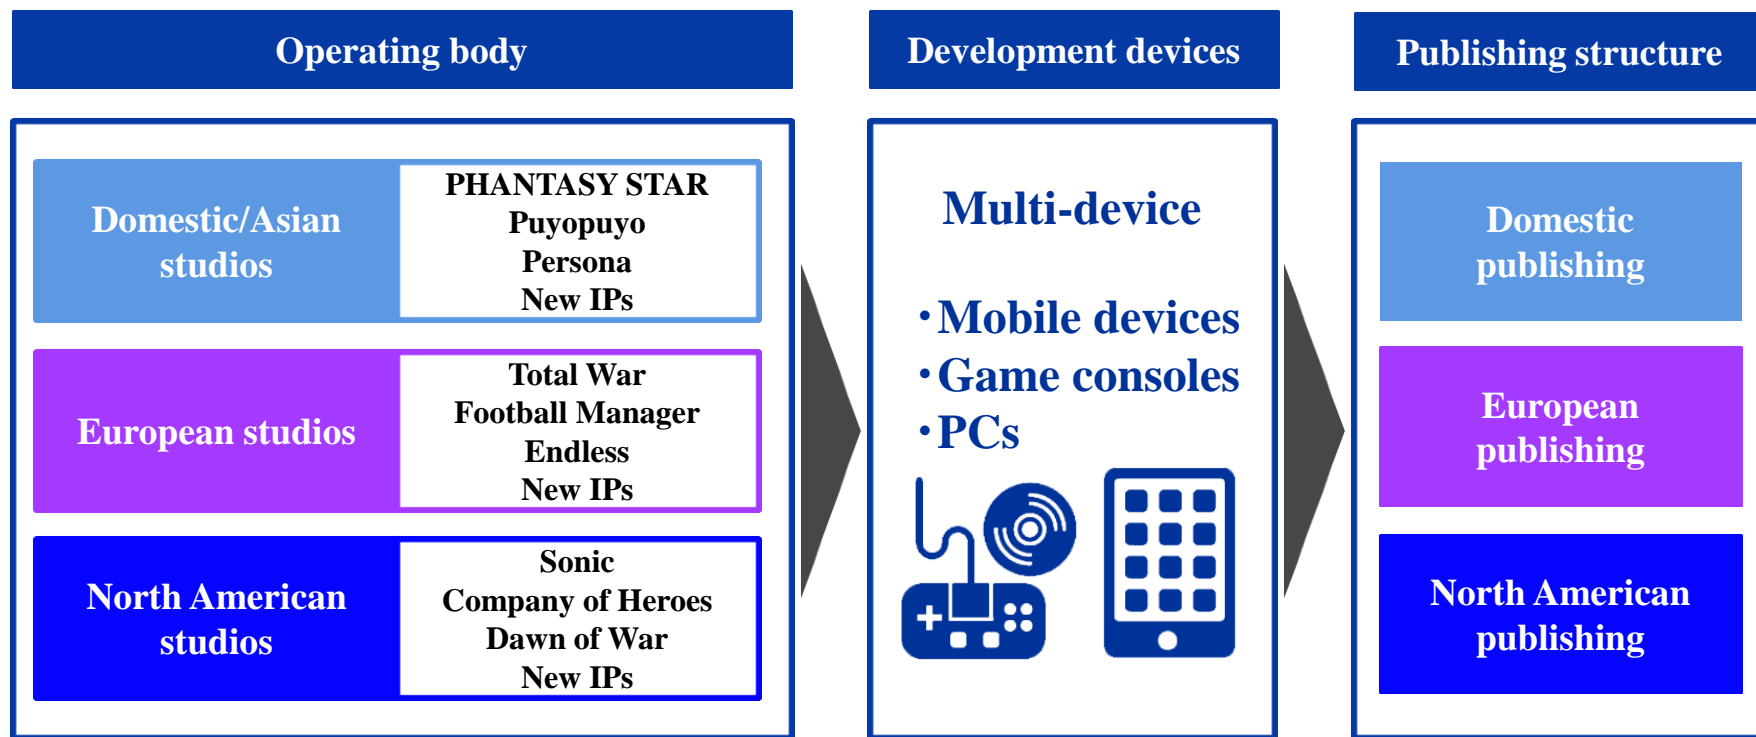 Operating body
Development devices
Publishing structure
Domestic/Asian
studios
PHANTASY STAR
Puyopuyo
Persona
New IPs
European studios
Total War
Football Manager
Endless
New IPs
North American
studios
Sonic
Company of Heroes
Dawn of War
New IPs
Multi-device
・Mobile devices
・Game consoles
・PCs
Domestic
publishing
European
publishing
North American
publishing